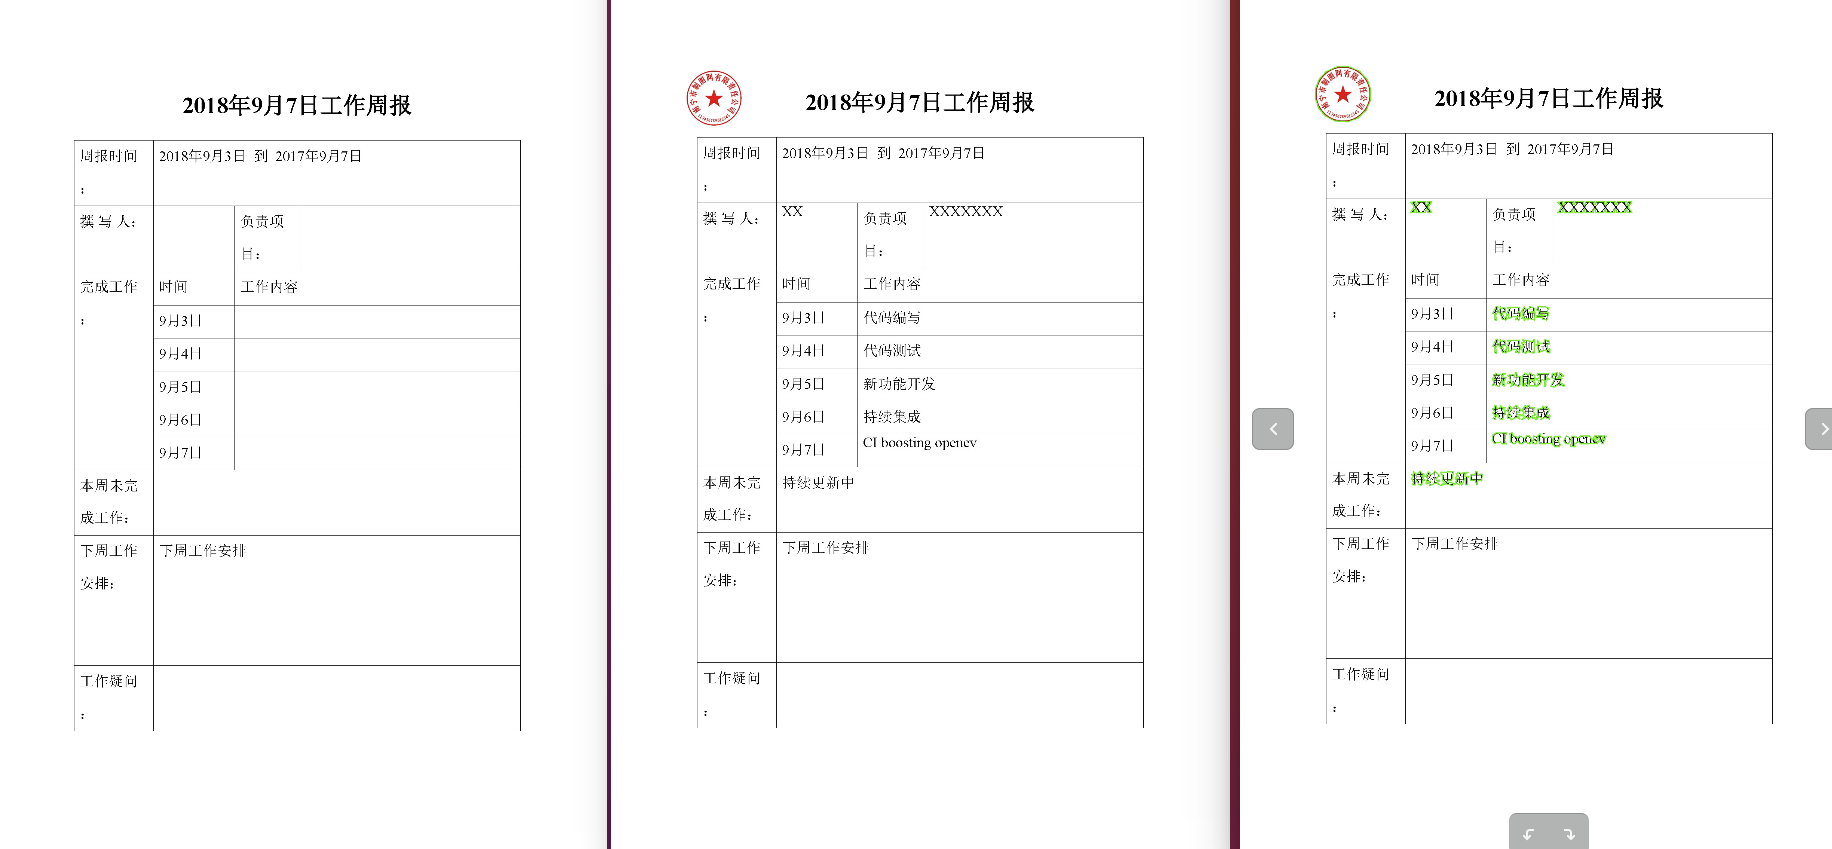 2018年9月7日工作周报
周报时间
：
2018年9月3日 到 2017年9月7日
撰 写 人：
负责项
目：
完成工作
：
时间
工作内容
9月3日
9月4日
9月5日
9月6日
9月7日
本周未完
成工作：
下周工作
安排：
下周工作安排
工作疑问
：
2018年9月7日工作周报
周报时间
：
2018年9月3日 到 2017年9月7日
撰 写 人：
XX
负责项
目：
XXXXXXX
完成工作
：
时间
工作内容
9月3日
代码编写
9月4日
代码测试
9月5日
新功能开发
9月6日
持续集成
9月7日
CI boosting openev
本周未完
成工作：
持续更新中
下周工作
安排：
下周工作安排
工作疑问
：
2018年9月7日工作周报
周报时间
：
2018年9月3日 到 2017年9月7日
撰 写 人：
XX
负责项
目：
XXXXXXX
完成工作
：
时间
工作内容
9月3日
代码编写
9月4日
代码测试
9月5日
新功能开发
9月6日
持续集成
9月7日
CI boosting openev
本周未完
成工作：
持续更新中
下周工作
安排：
下周工作安排
工作疑问
：